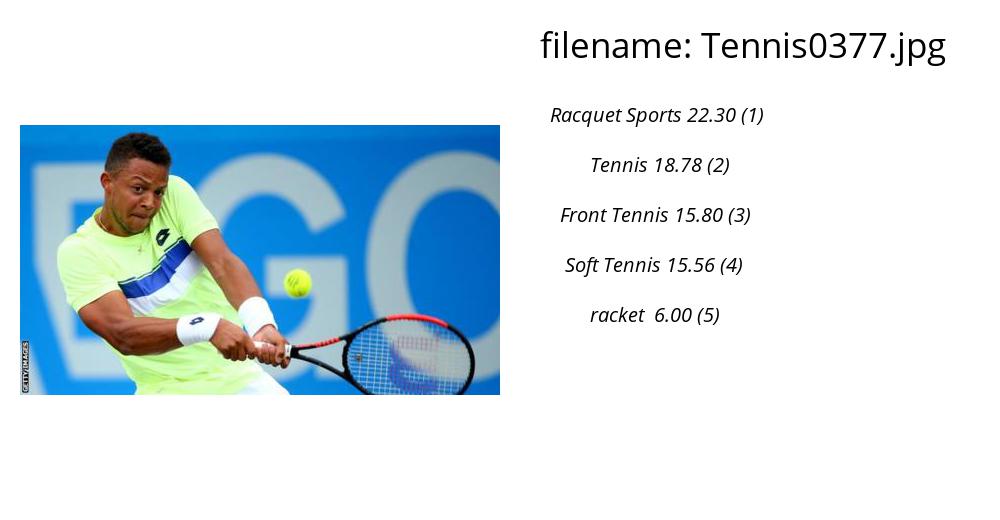 filename: Tennis0377.jpg
Racquet Sports 22.30 (1)
Tennis 18.78 (2)
Front Tennis 15.80 (3)
Soft Tennis 15.56 (4)
racket 6.00 (5)
EGO
GETTY IMAGES